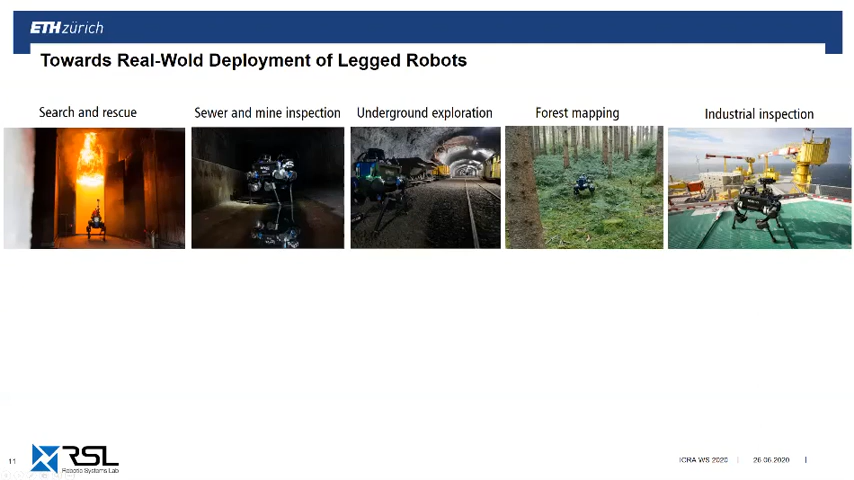 ETH zürich
Towards Real-Wold Deployment of Legged Robots
Search and rescue
Sewer and mine inspection
Underground exploration
Forest mapping
Industrial inspection
11
RSL
Robotic Systems Lab
ICRA WS 2020
26.06.2020